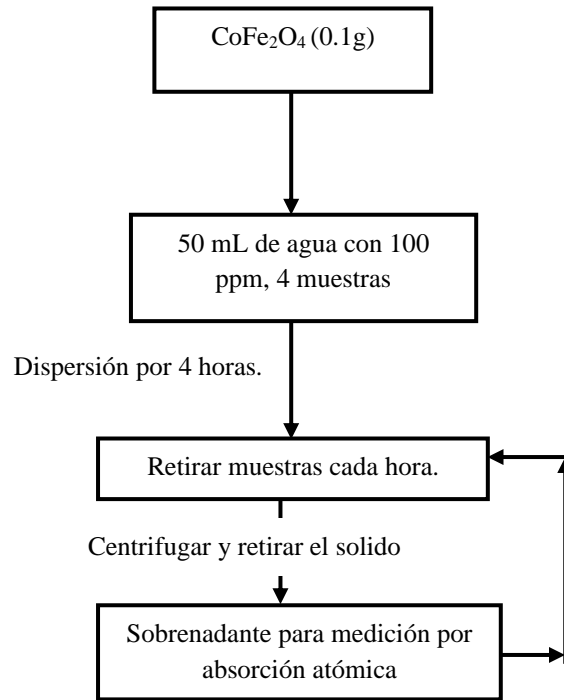 CoFe₂O₄ (0.1g)
50 mL de agua con 100
ppm, 4 muestras
Dispersión por 4 horas.
Retirar muestras cada hora.
Centrifugar y retirar el solido
Sobrenadante para medición por
absorción atómica